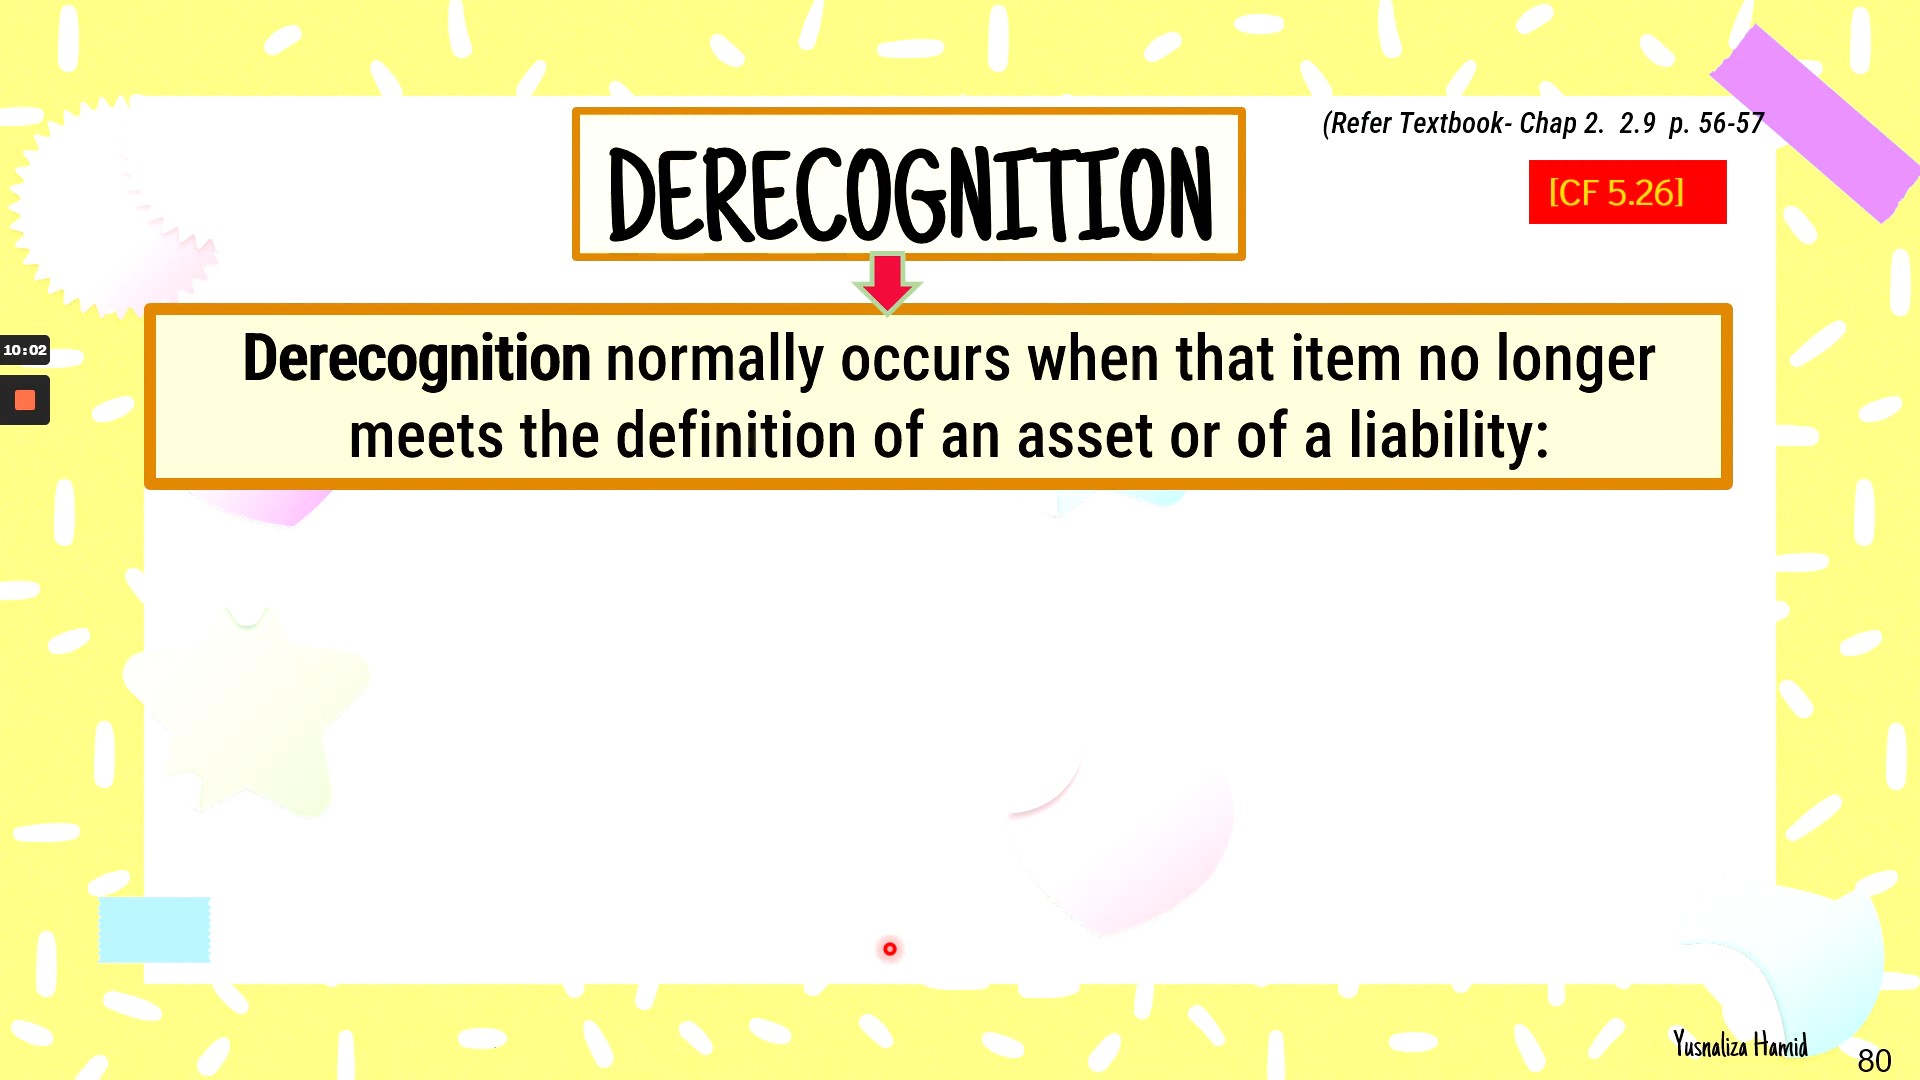 (Refer Textbook- Chap 2. 2.9 p. 56-57
DERECOGNITION
[CF 5.26]
10:02
Derecognition normally occurs when that item no longer
meets the definition of an asset or of a liability:
Yusnaliza Hamid
80